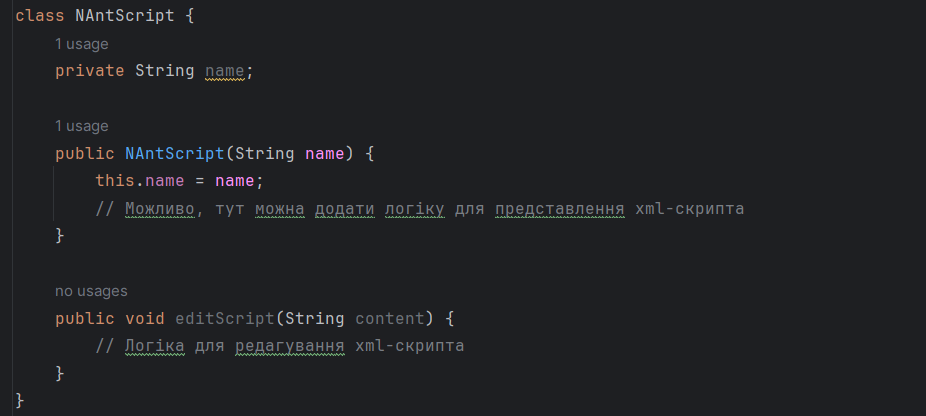 class NAntScript {
1 usage
private String name;
1 usage
public NAntScript(String name) {
this.name = name;
// Можливо, тут можна додати логіку для представлення xml-скрипта
}
no usages
public void editScript(String content) {
// Логіка для редагування xml-скрипта
}
}